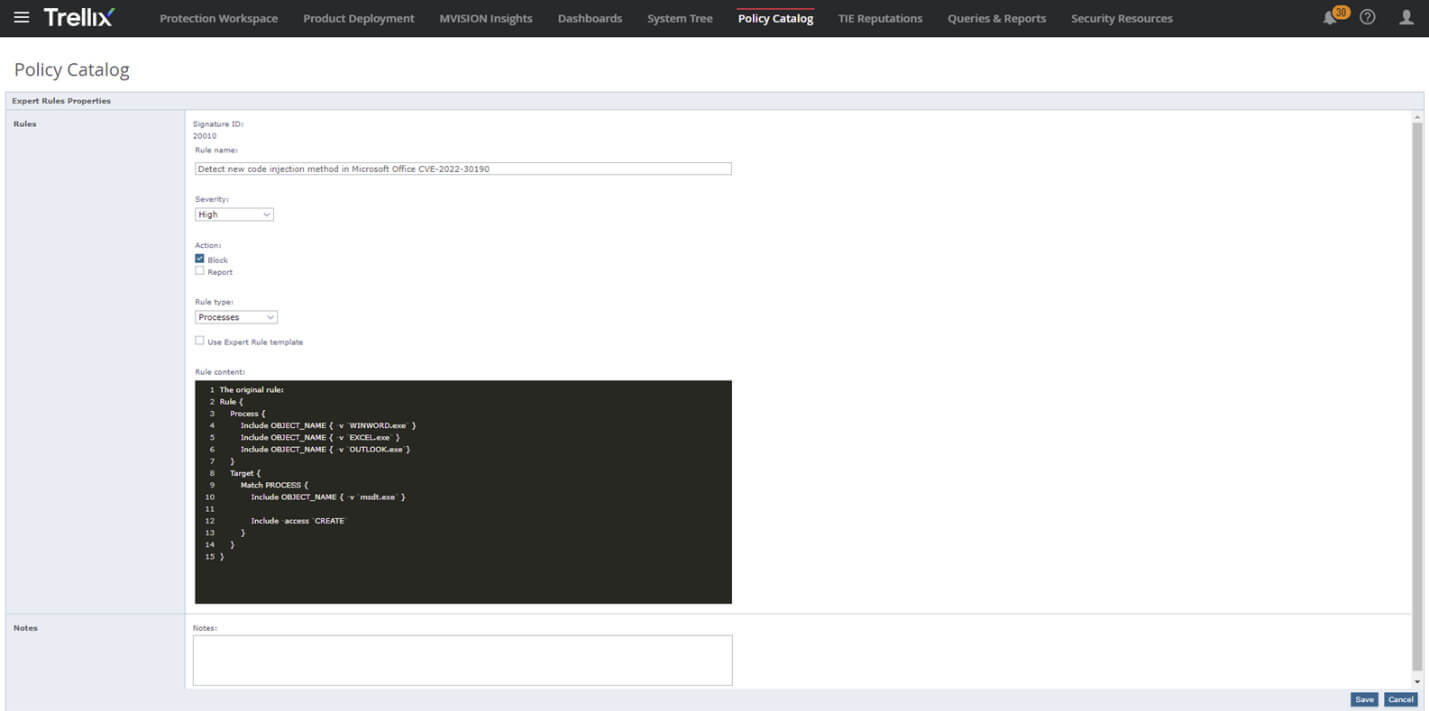 Trellix Protection Workspace Product Deployment MVISION Insights Dashboards System Tree Policy Catalog TIE Reputations Queries & Reports Security Resources 30
Policy Catalog
Expert Rules Properties
Rules
Signature ID:
20010
Rule name:
Detect new code injection method in Microsoft Office CVE-2022-30190
Severity:
High
Action:
Block
Report
Rule type:
Processes
Use Expert Rule template
Rule content:
1 The original rule:
2 Rule {
3 Process {
4 Include OBJECT_NAME { -v `WINWORD.exe` }
5 Include OBJECT_NAME { -v `EXCEL.exe` }
6 Include OBJECT_NAME { -v `OUTLOOK.exe`}
7 }
8 Target {
9 Match PROCESS {
10 Include OBJECT_NAME { -v `msdt.exe` }
11
12 Include -access `CREATE`
13 }
14 }
15 }
Notes
Notes:
Save Cancel